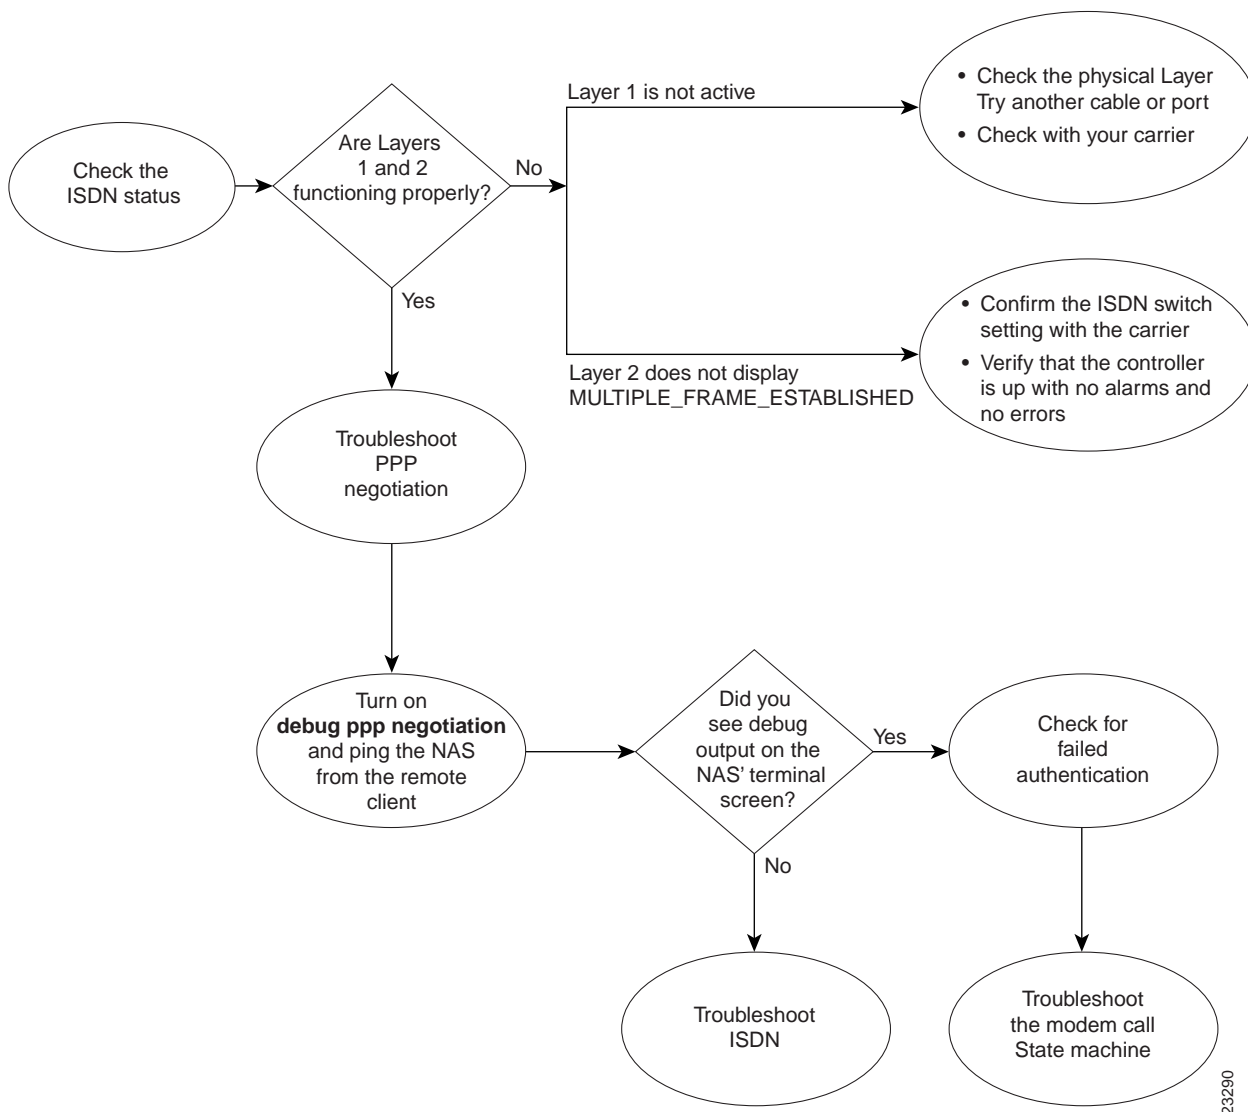 Check the
ISDN status
Are Layers
1 and 2
functioning properly?
No
Yes
Layer 1 is not active
• Check the physical Layer
Try another cable or port
• Check with your carrier
Layer 2 does not display
MULTIPLE_FRAME_ESTABLISHED
• Confirm the ISDN switch
setting with the carrier
• Verify that the controller
is up with no alarms and
no errors
Troubleshoot
PPP
negotiation
Turn on
debug ppp negotiation
and ping the NAS
from the remote
client
Did you
see debug
output on the
NAS’ terminal
screen?
Yes
No
Check for
failed
authentication
Troubleshoot
ISDN
Troubleshoot
the modem call
State machine
23290